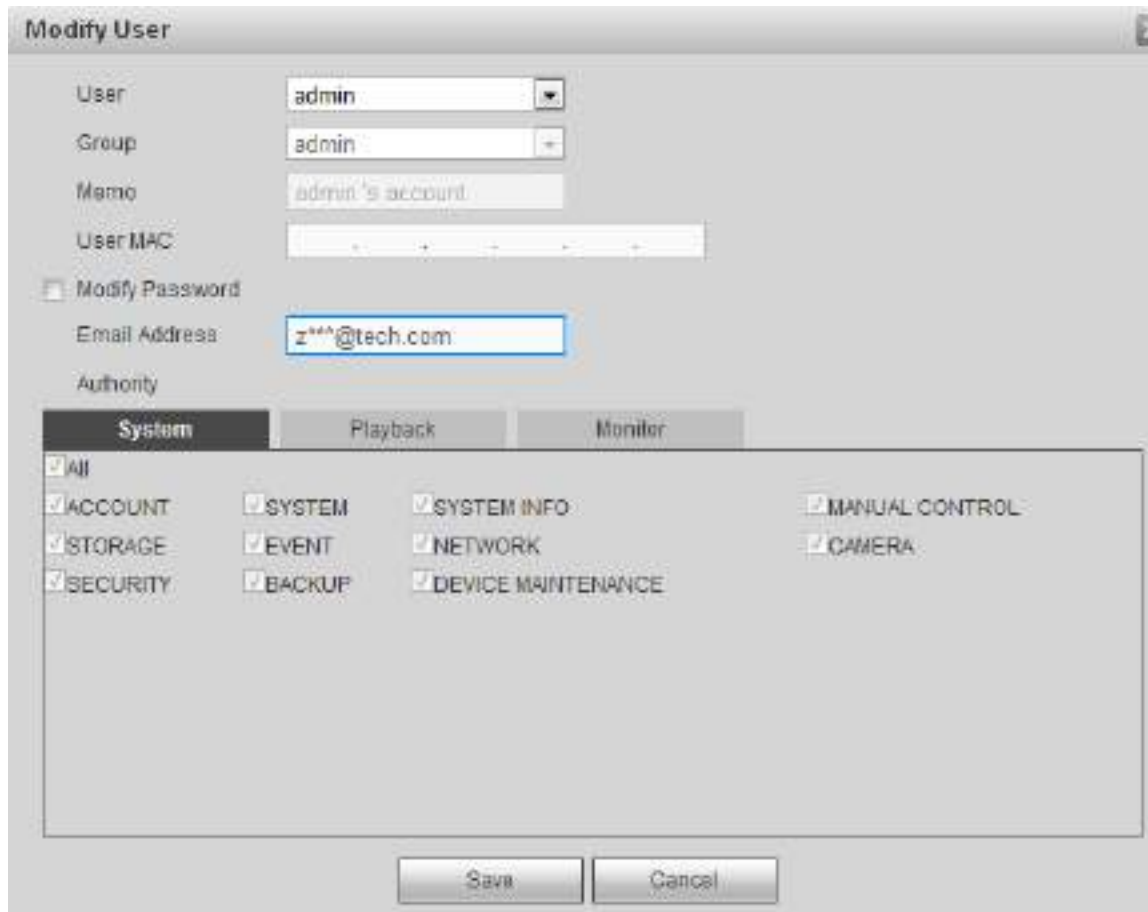 Modify User
User admin
Group admin
Memo admin 's account
User MAC . . . . .
Modify Password
Email Address z***@tech.com
Authority
System Playback Monitor
All
ACCOUNT SYSTEM SYSTEM INFO MANUAL CONTROL
STORAGE EVENT NETWORK CAMERA
SECURITY BACKUP DEVICE MAINTENANCE
Save Cancel